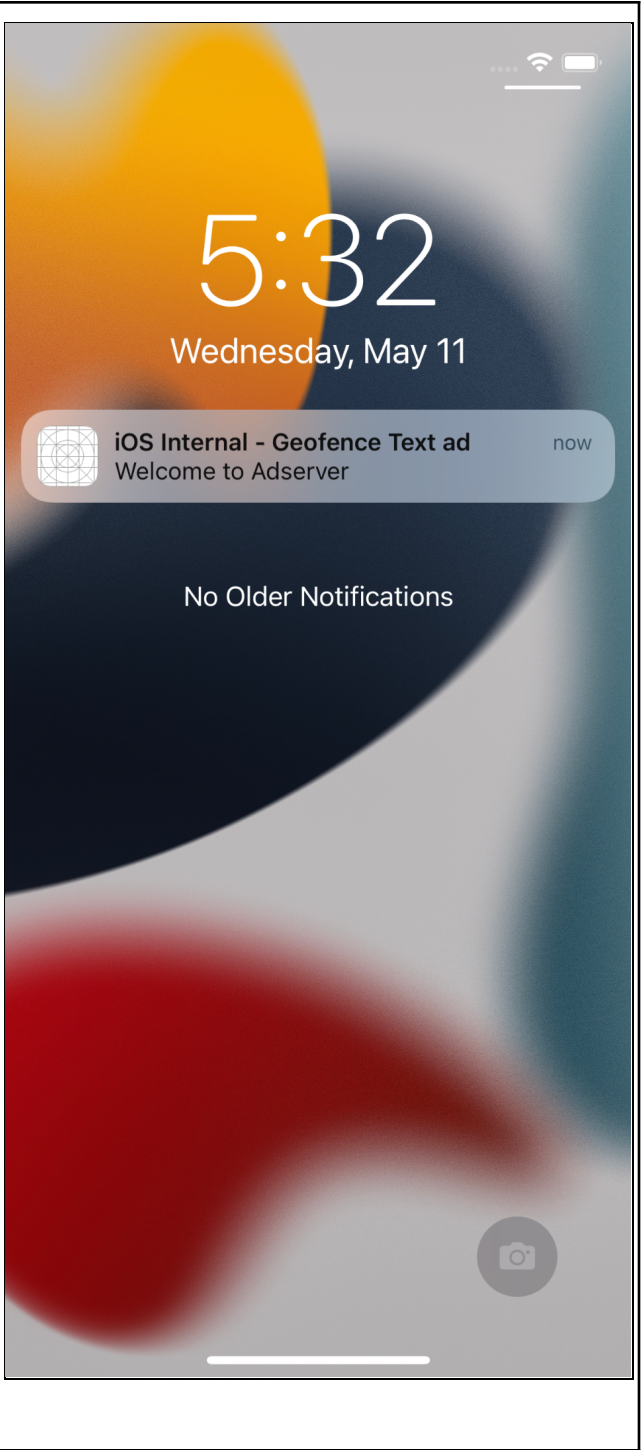 5:32
Wednesday, May 11
iOS Internal - Geofence Text ad
now
Welcome to Adserver
No Older Notifications